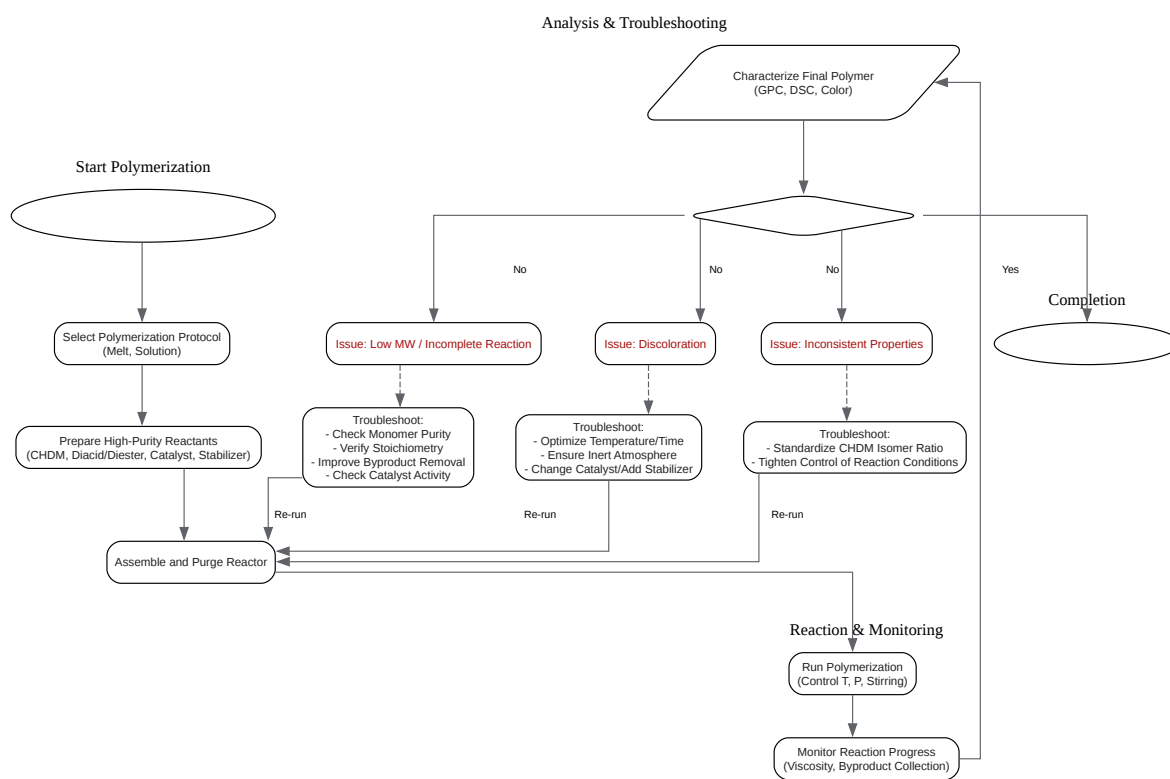 Analysis & Troubleshooting
Characterize Final Polymer
(GPC, DSC, Color)
Start Polymerization
No
No
No
Yes
Completion
Select Polymerization Protocol
(Melt, Solution)
Issue: Low MW / Incomplete Reaction
Issue: Discoloration
Issue: Inconsistent Properties
Prepare High-Purity Reactants
(CHDM, Diacid/Diester, Catalyst, Stabilizer)
Troubleshoot:
- Check Monomer Purity
- Verify Stoichiometry
- Improve Byproduct Removal
- Check Catalyst Activity
Troubleshoot:
- Optimize Temperature/Time
- Ensure Inert Atmosphere
- Change Catalyst/Add Stabilizer
Troubleshoot:
- Standardize CHDM Isomer Ratio
- Tighten Control of Reaction Conditions
Re-run
Re-run
Re-run
Assemble and Purge Reactor
Reaction & Monitoring
Run Polymerization
(Control T, P, Stirring)
Monitor Reaction Progress
(Viscosity, Byproduct Collection)